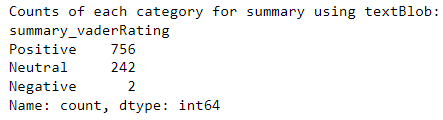 Counts of each category for summary using textBlob:
summary_vaderRating
Positive    756
Neutral     242
Negative      2
Name: count, dtype: int64